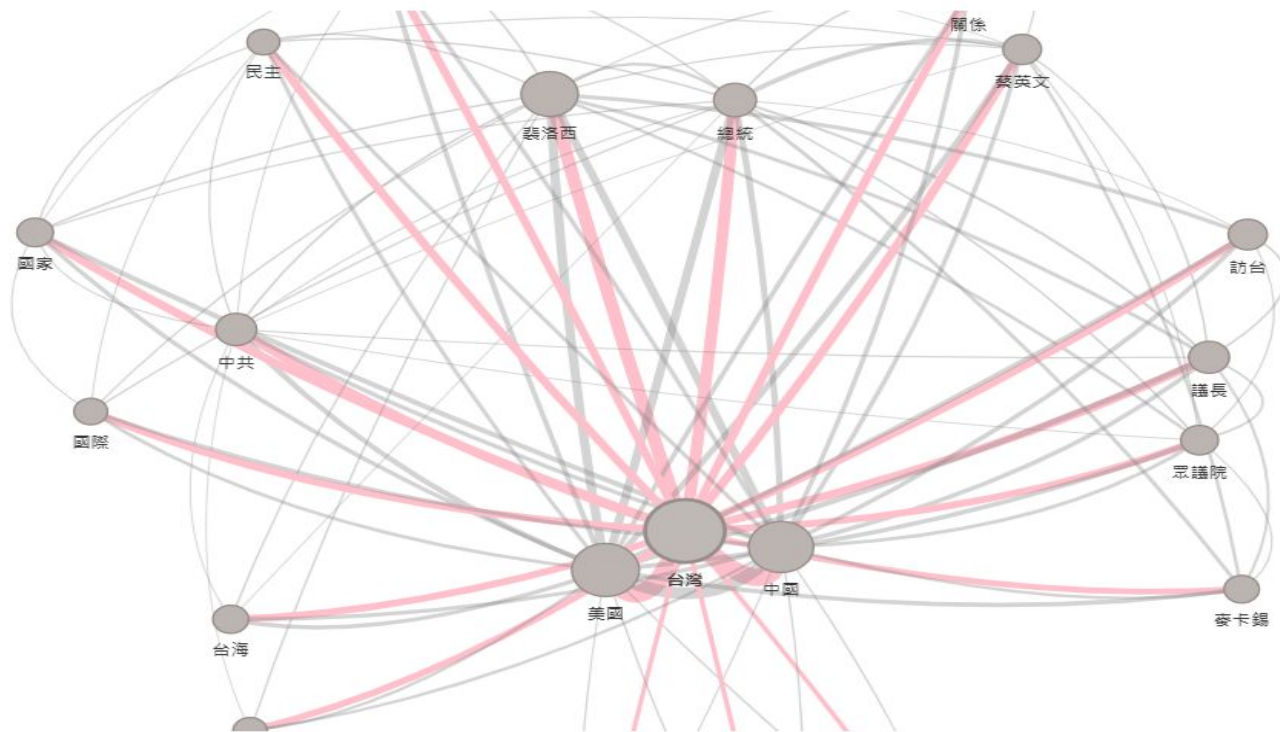 關係
民主
蔡英文
裴洛西
總統
國家
訪台
中共
議長
國際
眾議院
台灣
中國
美國
麥卡錫
台海